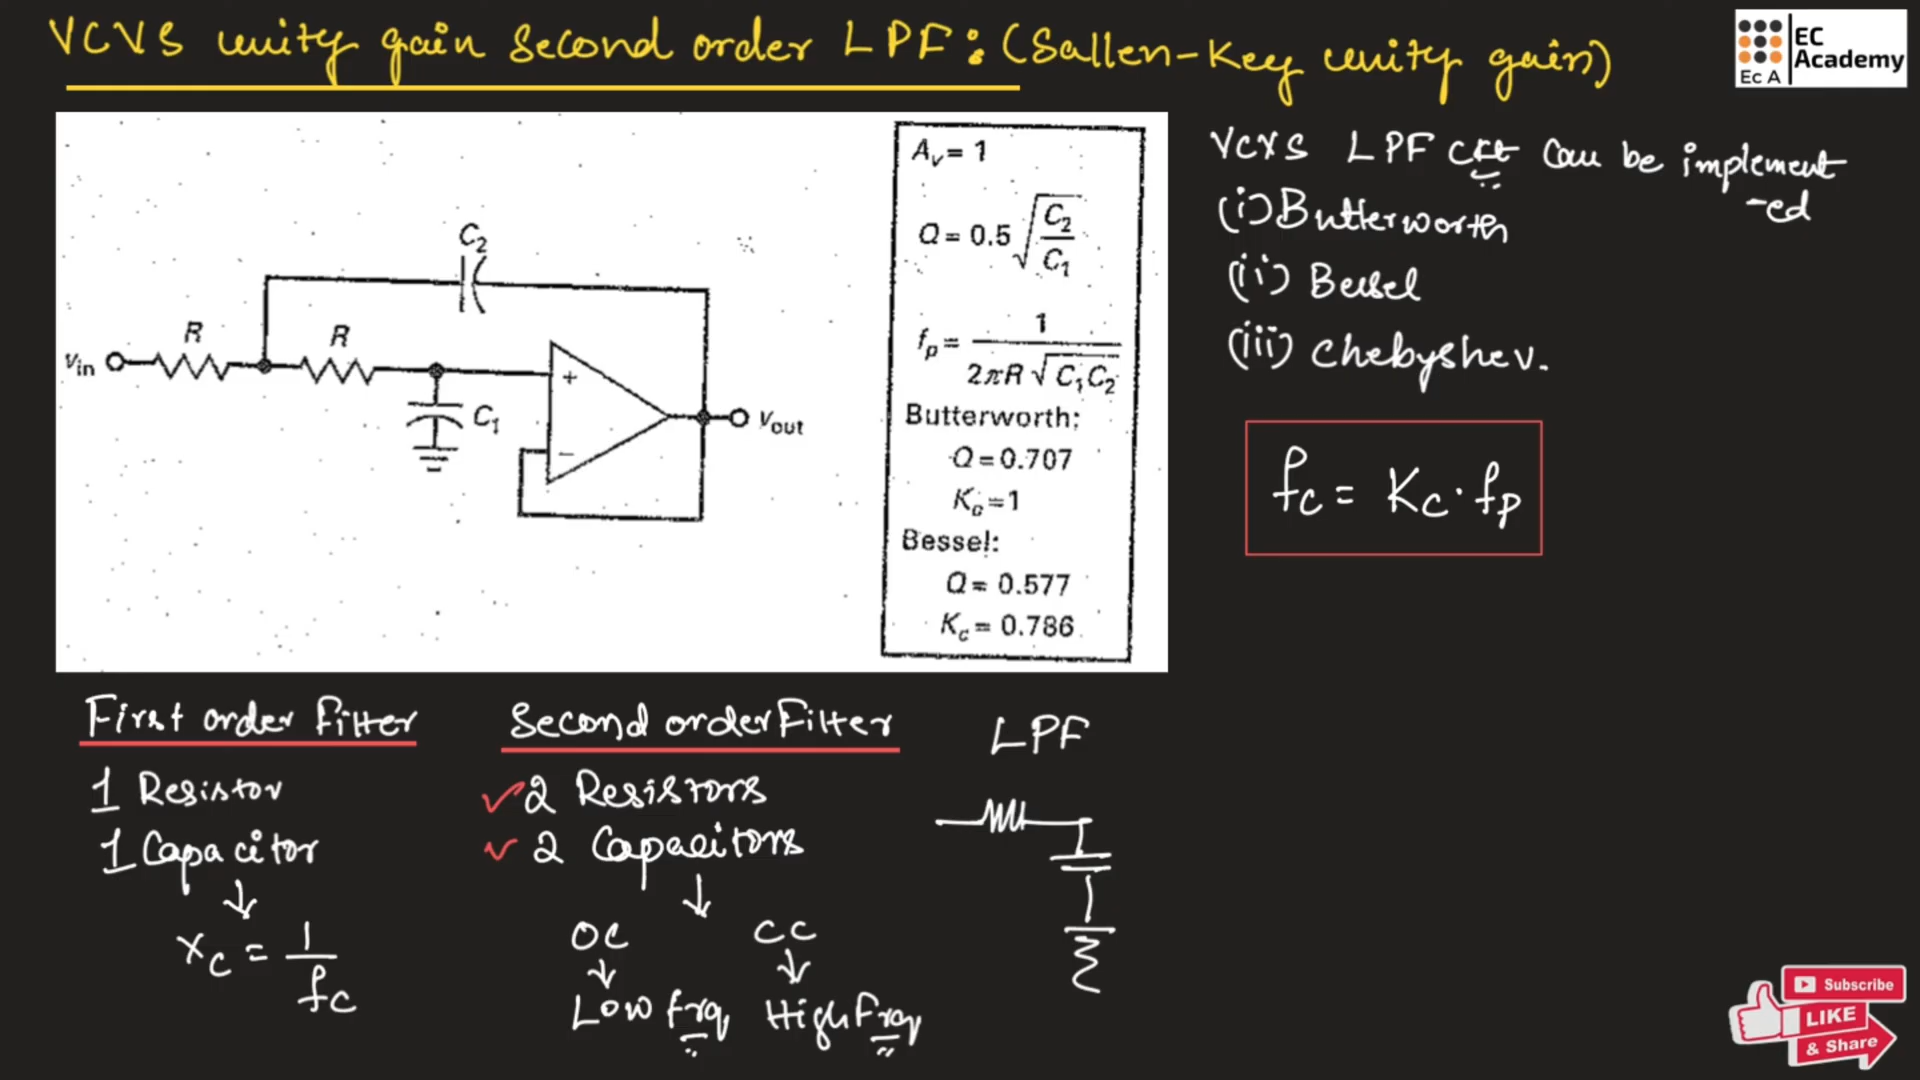 VCVS unity gain second order LPF: (Sallen-Key unity gain)
EC
Academy
Ec A
VCVS LPF ckt can be implement
-ed
(i) Butterworth
(ii) Bessel
(iii) chebyshev.
fc = Kc · fp
C2
R
R
Vin
C1
+
−
Vout
Av = 1
Q = 0.5 √(C2/C1)
fp = 1/(2πR √C1C2)
Butterworth:
Q = 0.707
Kc = 1
Bessel:
Q = 0.577
Kc = 0.786
First order filter
1 Resistor
1 Capacitor
↓
Xc = 1/fc
Second order Filter
✓ 2 Resistors
✓ 2 Capacitors
↓
OC CC
↓ ↓
Low frq High Frq
LPF
Subscribe
LIKE
& Share